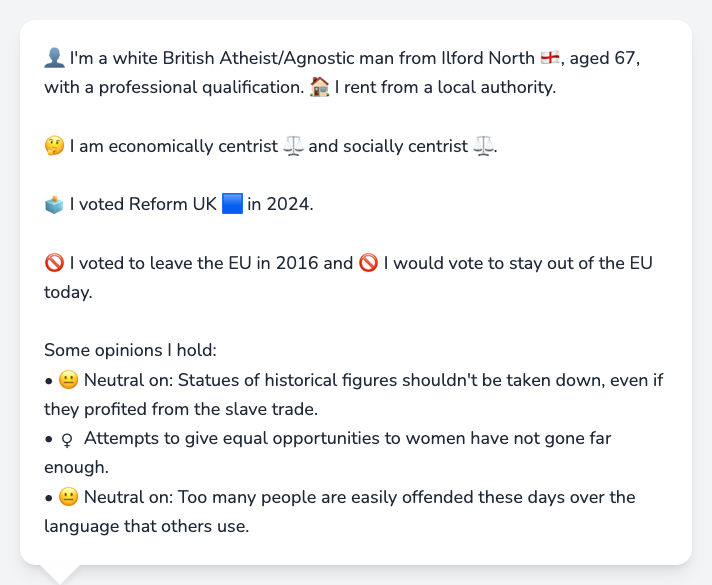 👤 I'm a white British Atheist/Agnostic man from Ilford North 🏴󠁧󠁢󠁥󠁮󠁧󠁿, aged 67,
with a professional qualification. 🏠 I rent from a local authority.
🤔 I am economically centrist ⚖️ and socially centrist ⚖️.
🗳️ I voted Reform UK 🟦 in 2024.
🚫 I voted to leave the EU in 2016 and 🚫 I would vote to stay out of the EU
today.
Some opinions I hold:
• 😐 Neutral on: Statues of historical figures shouldn't be taken down, even if
they profited from the slave trade.
• ♀ Attempts to give equal opportunities to women have not gone far
enough.
• 😐 Neutral on: Too many people are easily offended these days over the
language that others use.